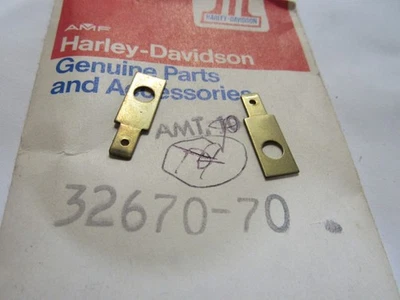 HARLEY-DAVIDSON
AMF
Harley-Davidson
Genuine Parts
and Accessories
AMT. 10
32670-70